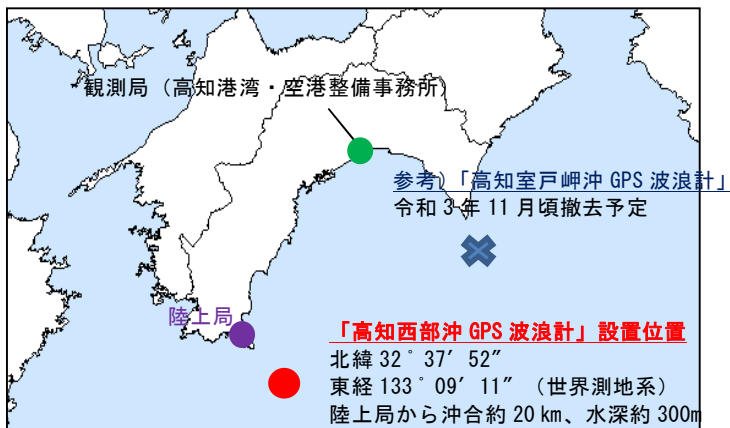 観測局（高知港湾・空港整備事務所）
参考）「高知室戸岬沖 GPS 波浪計」
令和 3 年 11 月頃撤去予定
陸上局
「高知西部沖 GPS 波浪計」設置位置
北緯 32°37′52″
東経 133°09′11″（世界測地系）
陸上局から沖合約 20 km、水深約 300m